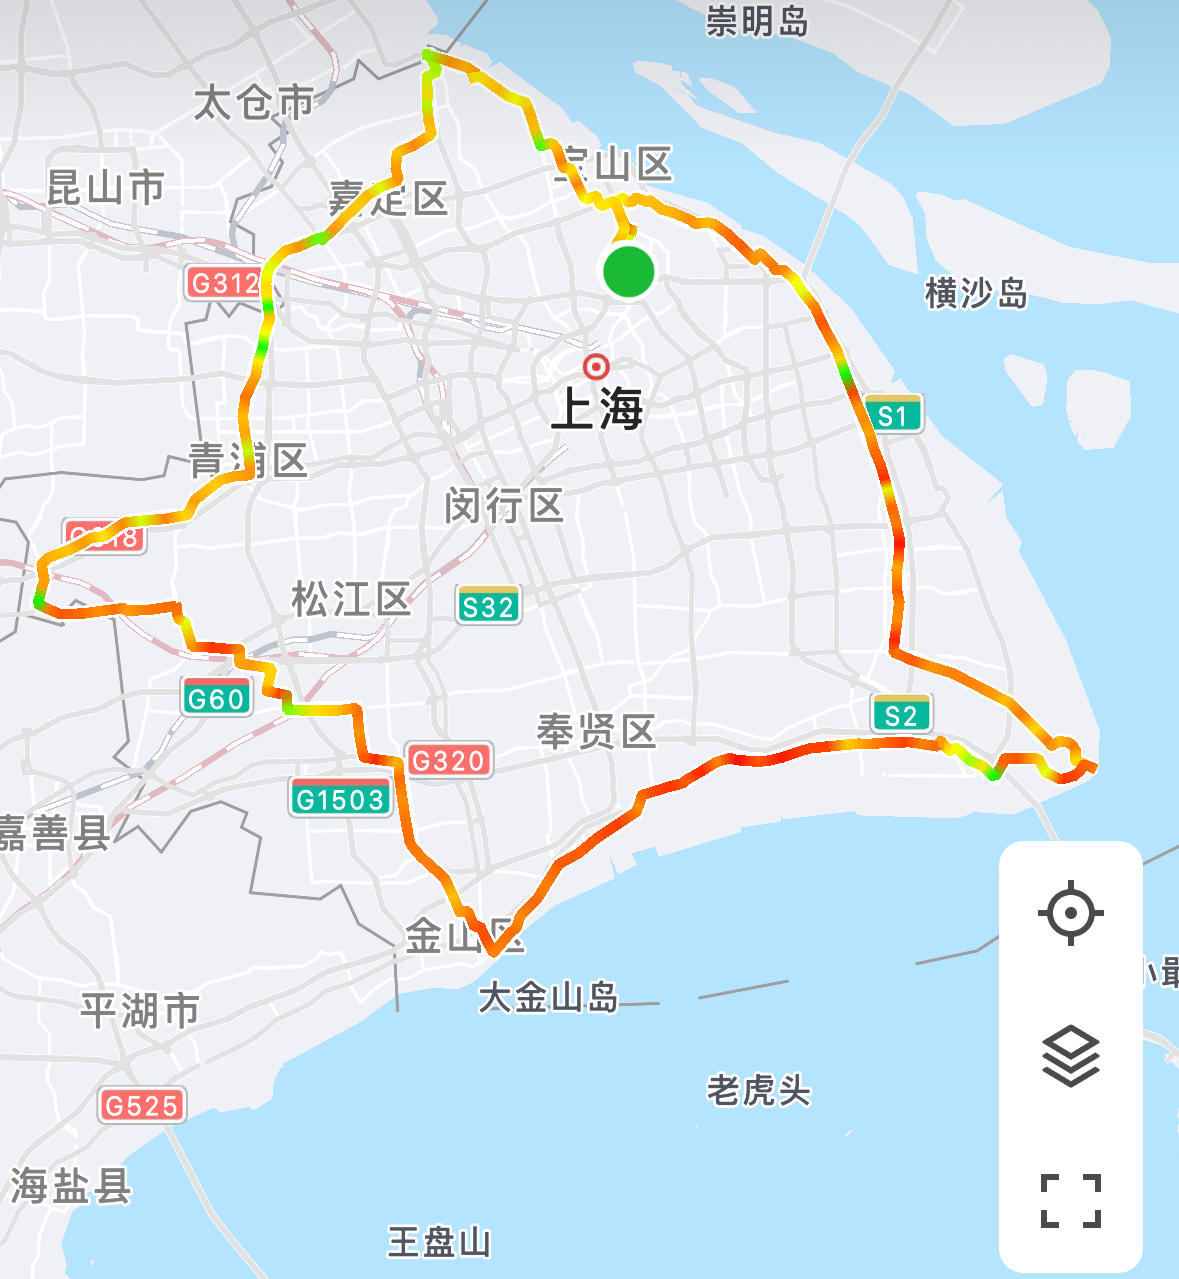 崇明岛
太仓市
宝山区
昆山市
嘉定区
G312
横沙岛
上海
S1
青浦区
闵行区
G318
松江区
S32
G60
S2
奉贤区
G320
G1503
嘉善县
金山区
大金山岛
平湖市
老虎头
G525
海盐县
王盘山